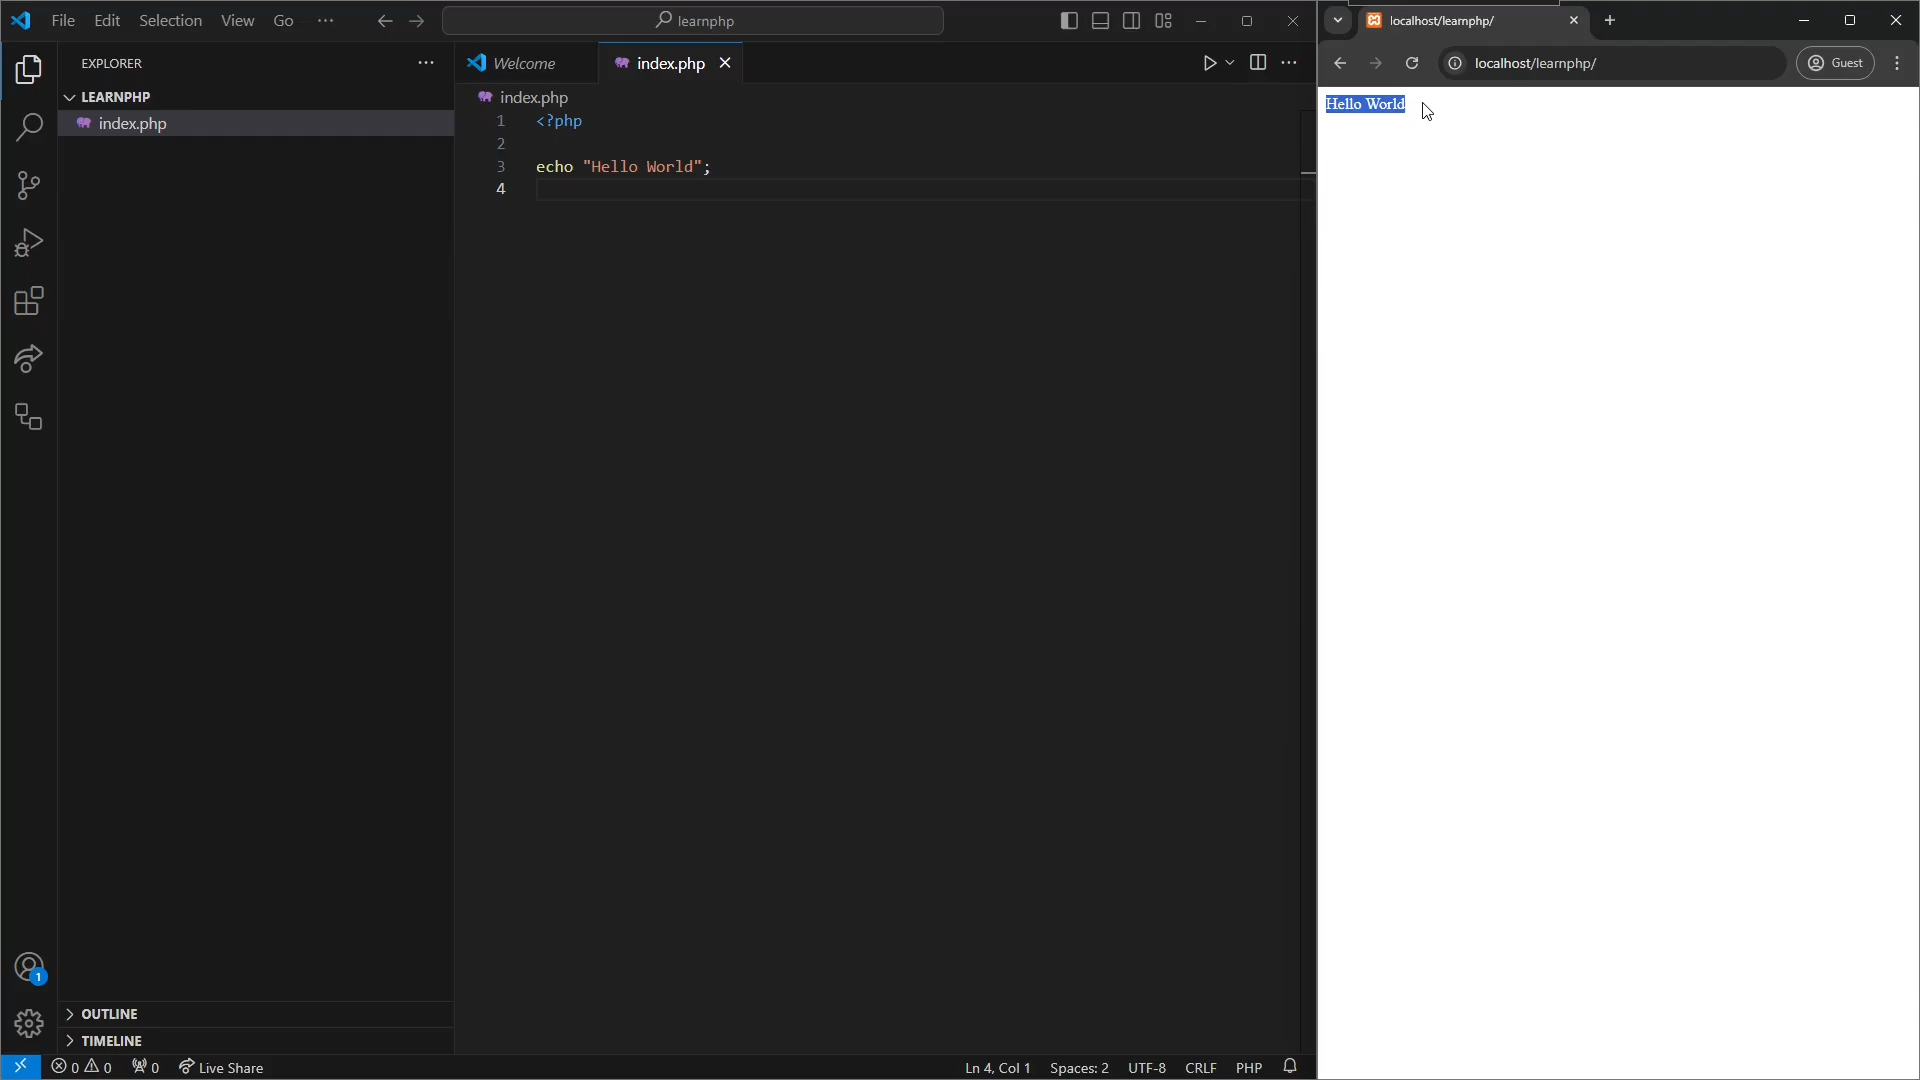 File Edit Selection View Go ··· learnphp
EXPLORER
LEARNPHP
index.php
OUTLINE
TIMELINE
Welcome index.php
index.php
1 <?php
2
3 echo "Hello World";
4
1
0 0 0 Live Share Ln 4, Col 1 Spaces: 2 UTF-8 CRLF PHP
localhost/learnphp/
localhost/learnphp/ Guest
Hello World